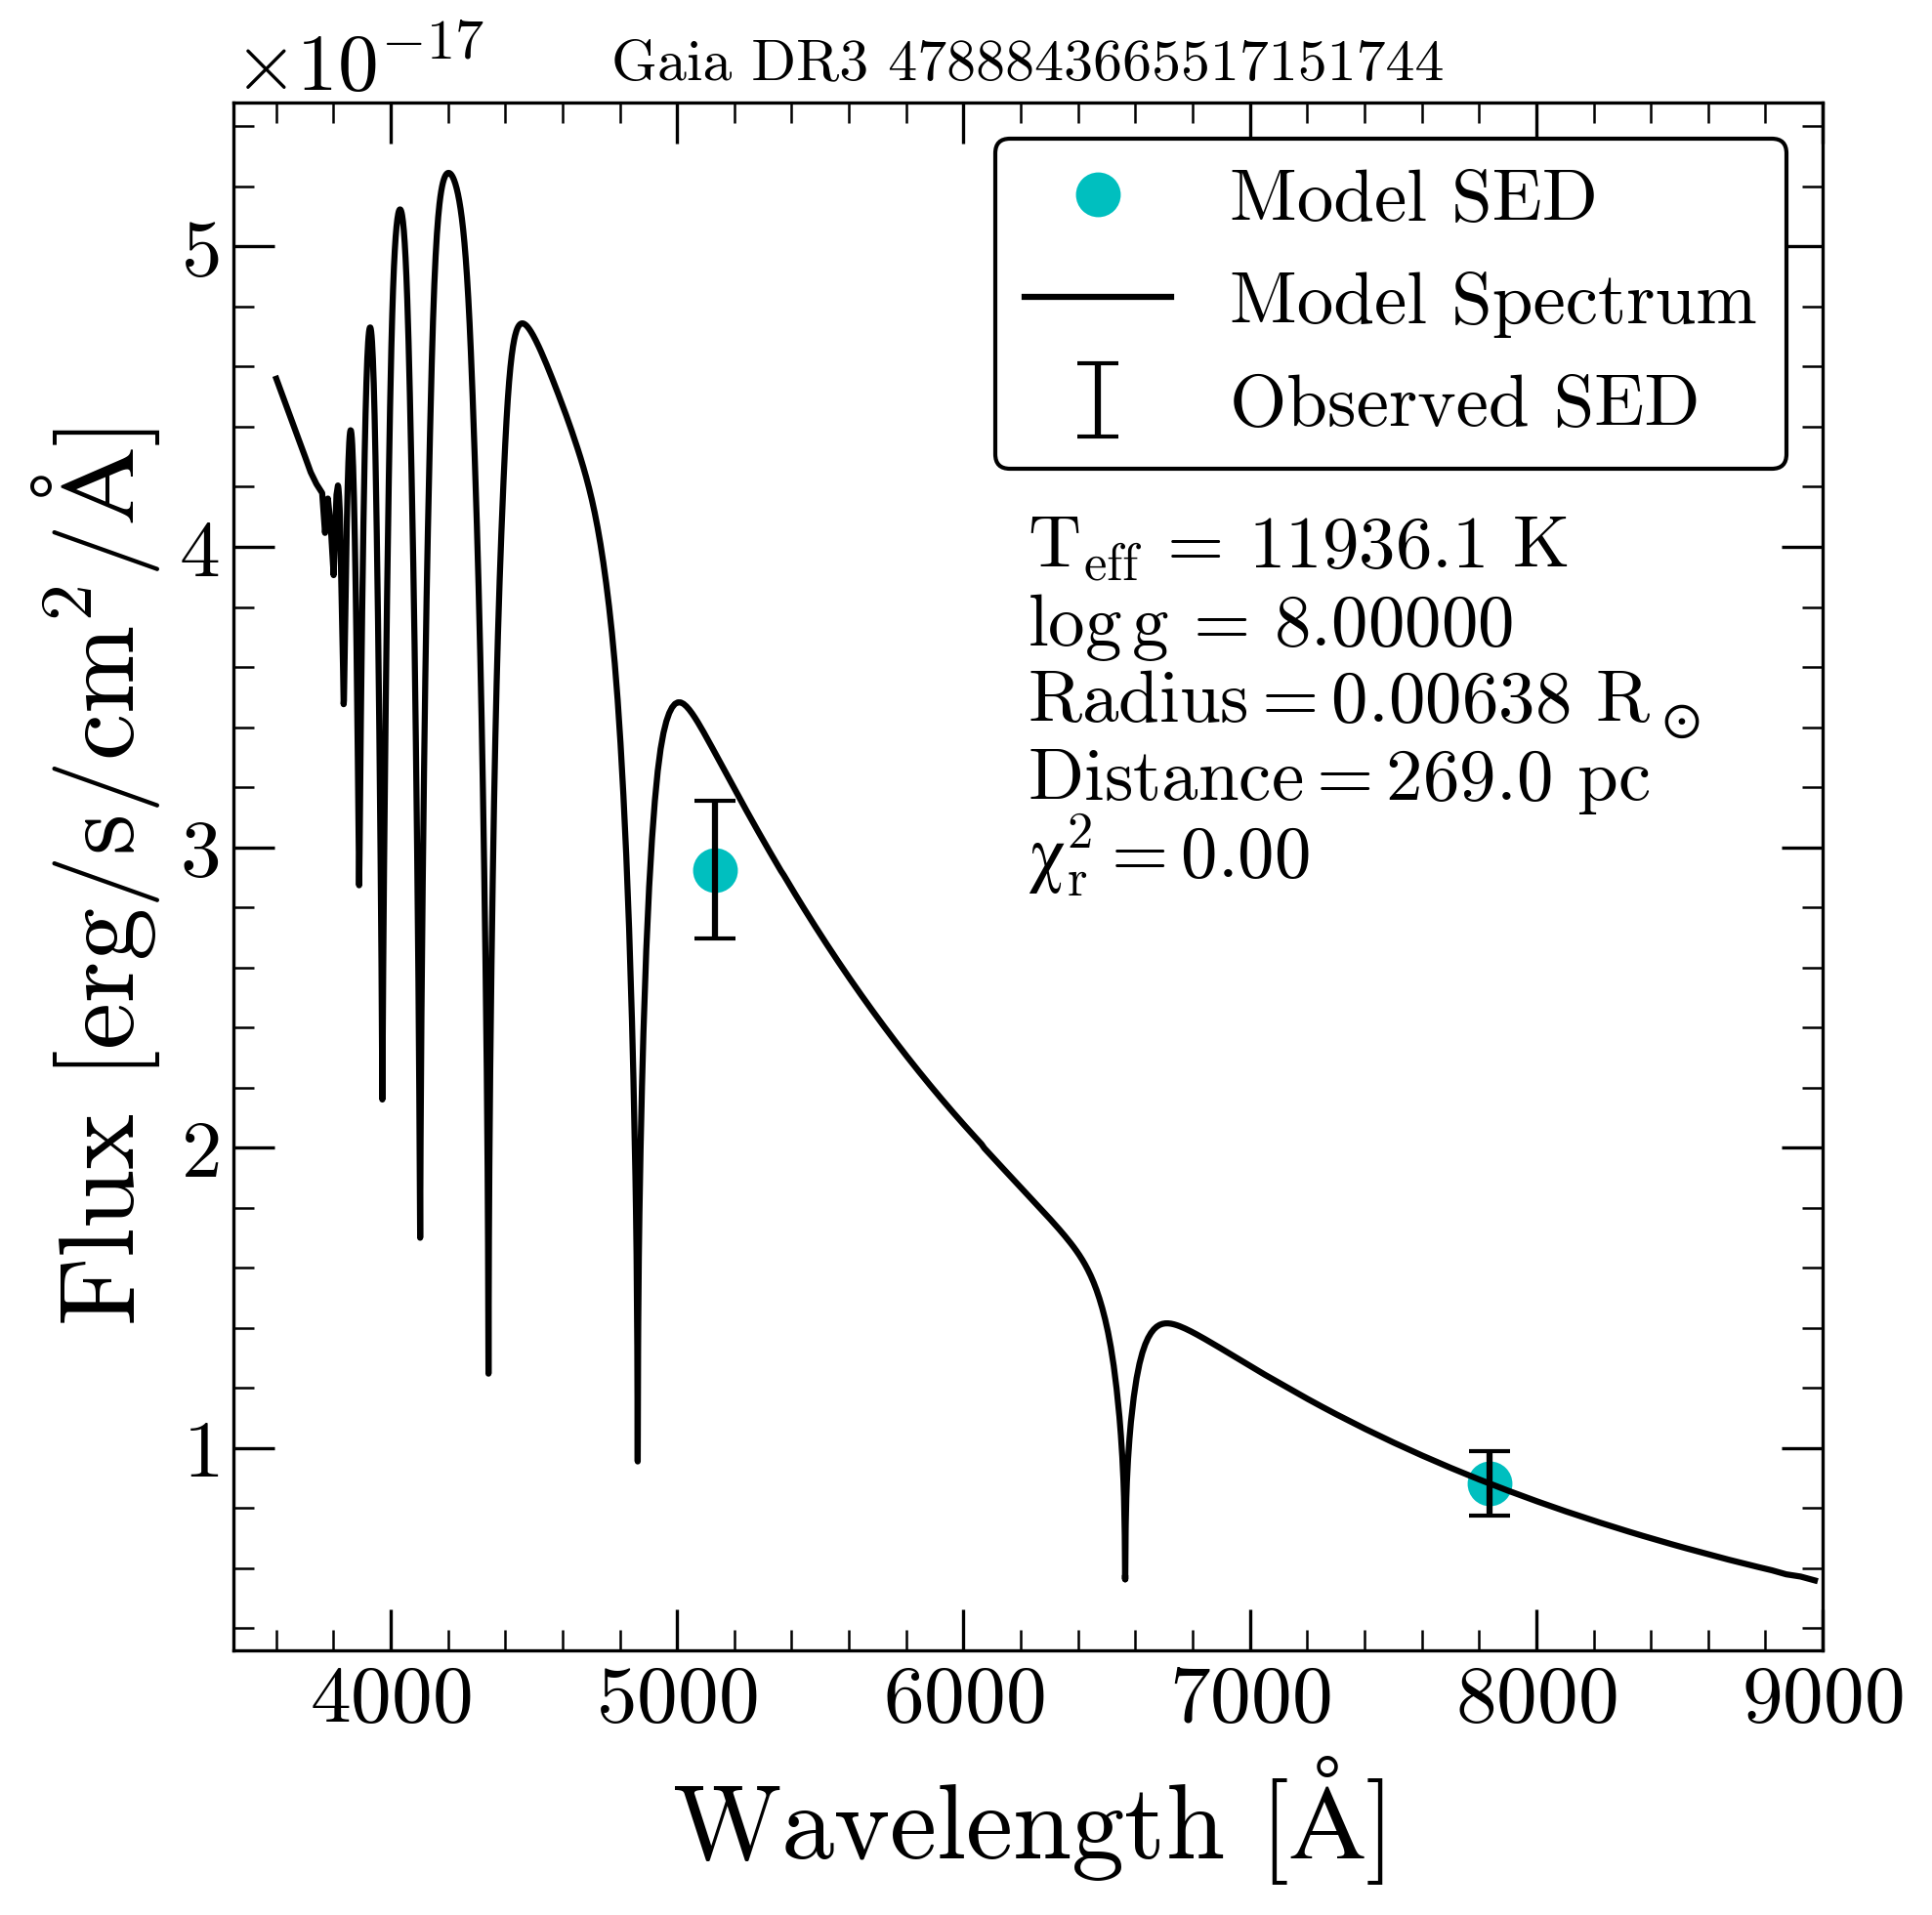 ×10⁻¹⁷
Gaia DR3 4788843665517151744
Model SED
Model Spectrum
Observed SED
T_eff = 11936.1 K
log g = 8.00000
Radius = 0.00638 R_⊙
Distance = 269.0 pc
χ²_r = 0.00
Flux [erg/s/cm²/Å]
5
4
3
2
1
4000 5000 6000 7000 8000 9000
Wavelength [Å]